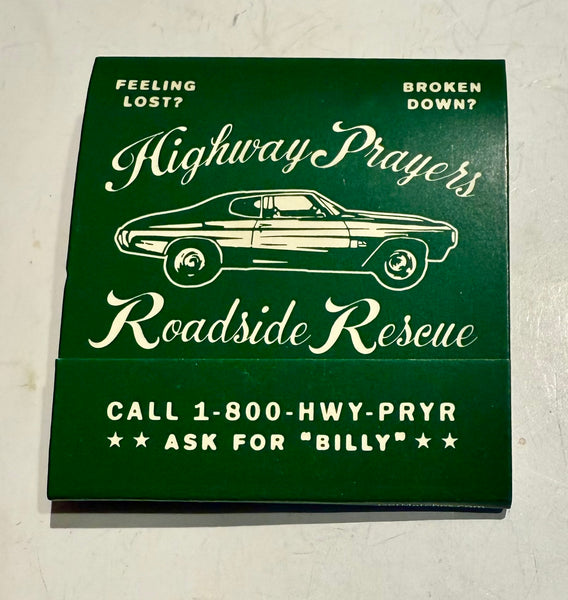 FEELING
LOST?
BROKEN
DOWN?
Highway Prayers
Roadside Rescue
CALL 1-800-HWY-PRYR
★ ★ ASK FOR "BILLY" ★ ★